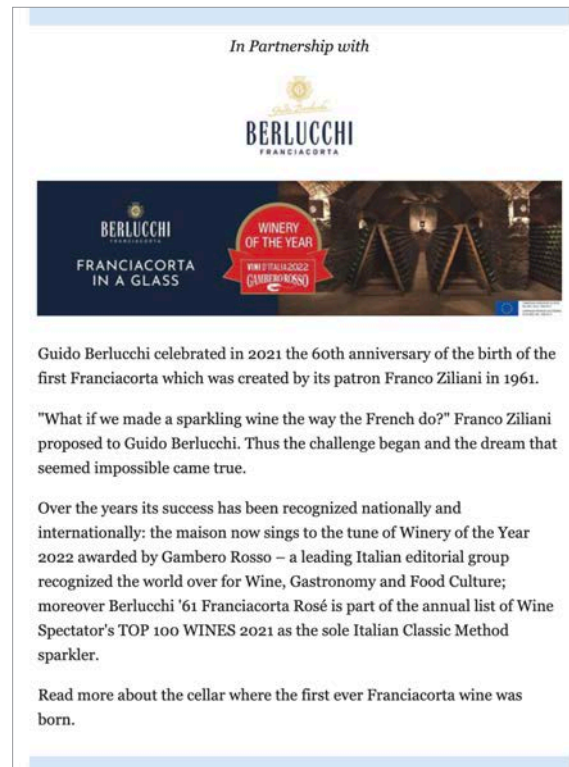 In Partnership with
BERLUCCHI
FRANCIACORTA
BERLUCCHI
FRANCIACORTA
FRANCIACORTA
IN A GLASS
WINERY
OF THE YEAR
VINI D'ITALIA 2022
GAMBERO ROSSO
Guido Berlucchi celebrated in 2021 the 60th anniversary of the birth of the
first Franciacorta which was created by its patron Franco Ziliani in 1961.
"What if we made a sparkling wine the way the French do?" Franco Ziliani
proposed to Guido Berlucchi. Thus the challenge began and the dream that
seemed impossible came true.
Over the years its success has been recognized nationally and
internationally: the maison now sings to the tune of Winery of the Year
2022 awarded by Gambero Rosso – a leading Italian editorial group
recognized the world over for Wine, Gastronomy and Food Culture;
moreover Berlucchi '61 Franciacorta Rosé is part of the annual list of Wine
Spectator's TOP 100 WINES 2021 as the sole Italian Classic Method
sparkler.
Read more about the cellar where the first ever Franciacorta wine was
born.